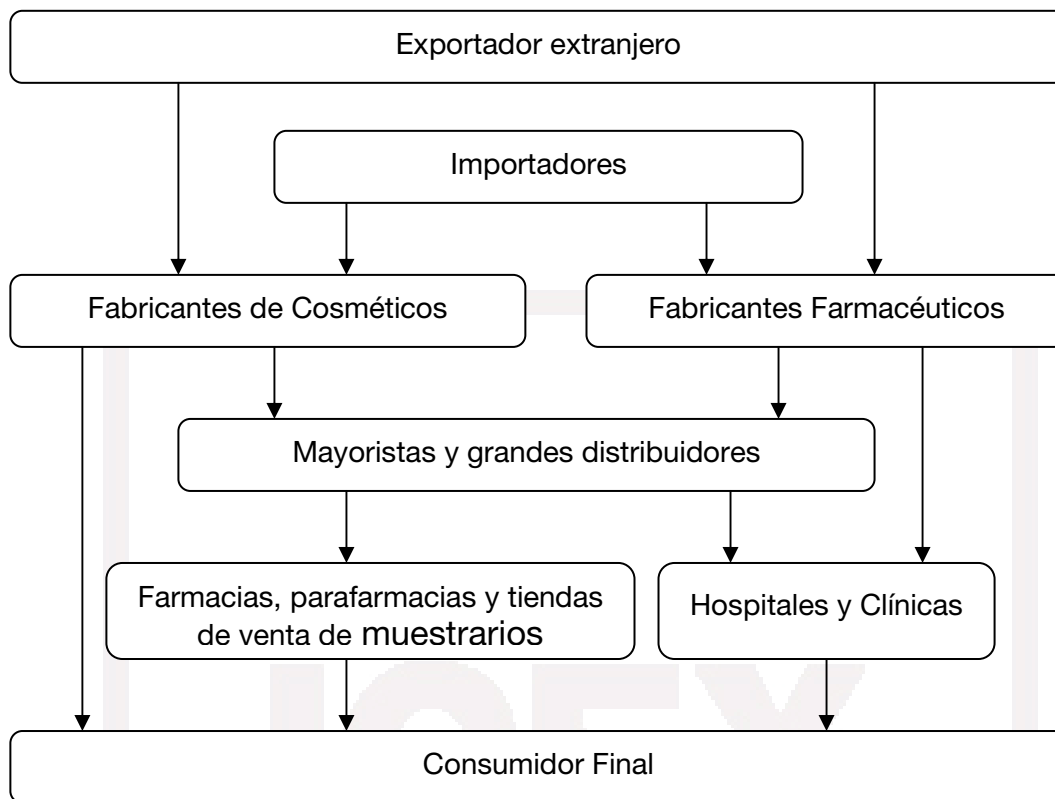 Exportador extranjero
Importadores
Fabricantes de Cosméticos
Fabricantes Farmacéuticos
Mayoristas y grandes distribuidores
Farmacias, parafarmacias y tiendas
de venta de muestrarios
Hospitales y Clínicas
Consumidor Final